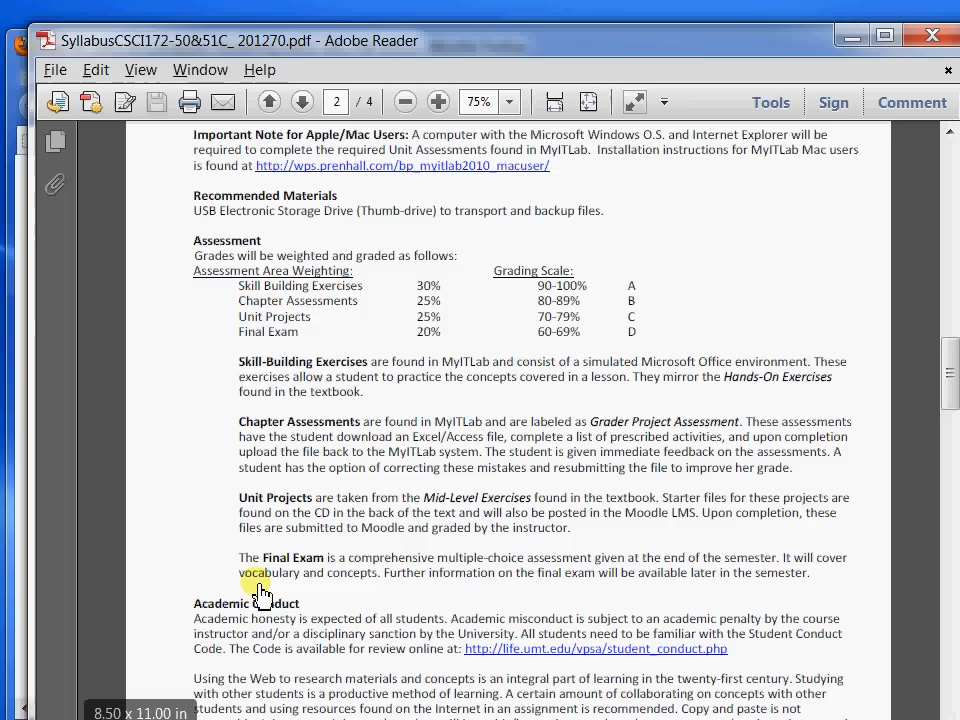 SyllabusCSCI172-50&51C_ 201270.pdf - Adobe Reader
File Edit View Window Help
2 / 4 75% Tools Sign Comment
Important Note for Apple/Mac Users: A computer with the Microsoft Windows O.S. and Internet Explorer will be
required to complete the required Unit Assessments found in MyITLab. Installation instructions for MyITLab Mac users
is found at http://wps.prenhall.com/bp_myitlab2010_macuser/
Recommended Materials
USB Electronic Storage Drive (Thumb-drive) to transport and backup files.
Assessment
Grades will be weighted and graded as follows:
Assessment Area Weighting: Grading Scale:
Skill Building Exercises 30% 90-100% A
Chapter Assessments 25% 80-89% B
Unit Projects 25% 70-79% C
Final Exam 20% 60-69% D
Skill-Building Exercises are found in MyITLab and consist of a simulated Microsoft Office environment. These
exercises allow a student to practice the concepts covered in a lesson. They mirror the Hands-On Exercises
found in the textbook.
Chapter Assessments are found in MyITLab and are labeled as Grader Project Assessment. These assessments
have the student download an Excel/Access file, complete a list of prescribed activities, and upon completion
upload the file back to the MyITLab system. The student is given immediate feedback on the assessments. A
student has the option of correcting these mistakes and resubmitting the file to improve her grade.
Unit Projects are taken from the Mid-Level Exercises found in the textbook. Starter files for these projects are
found on the CD in the back of the text and will also be posted in the Moodle LMS. Upon completion, these
files are submitted to Moodle and graded by the instructor.
The Final Exam is a comprehensive multiple-choice assessment given at the end of the semester. It will cover
vocabulary and concepts. Further information on the final exam will be available later in the semester.
Academic Conduct
Academic honesty is expected of all students. Academic misconduct is subject to an academic penalty by the course
instructor and/or a disciplinary sanction by the University. All students need to be familiar with the Student Conduct
Code. The Code is available for review online at: http://life.umt.edu/vpsa/student_conduct.php
Using the Web to research materials and concepts is an integral part of learning in the twenty-first century. Studying
with other students is a productive method of learning. A certain amount of collaborating on concepts with other
students and using resources found on the Internet in an assignment is recommended. Copy and paste is not
8.50 x 11.00 in